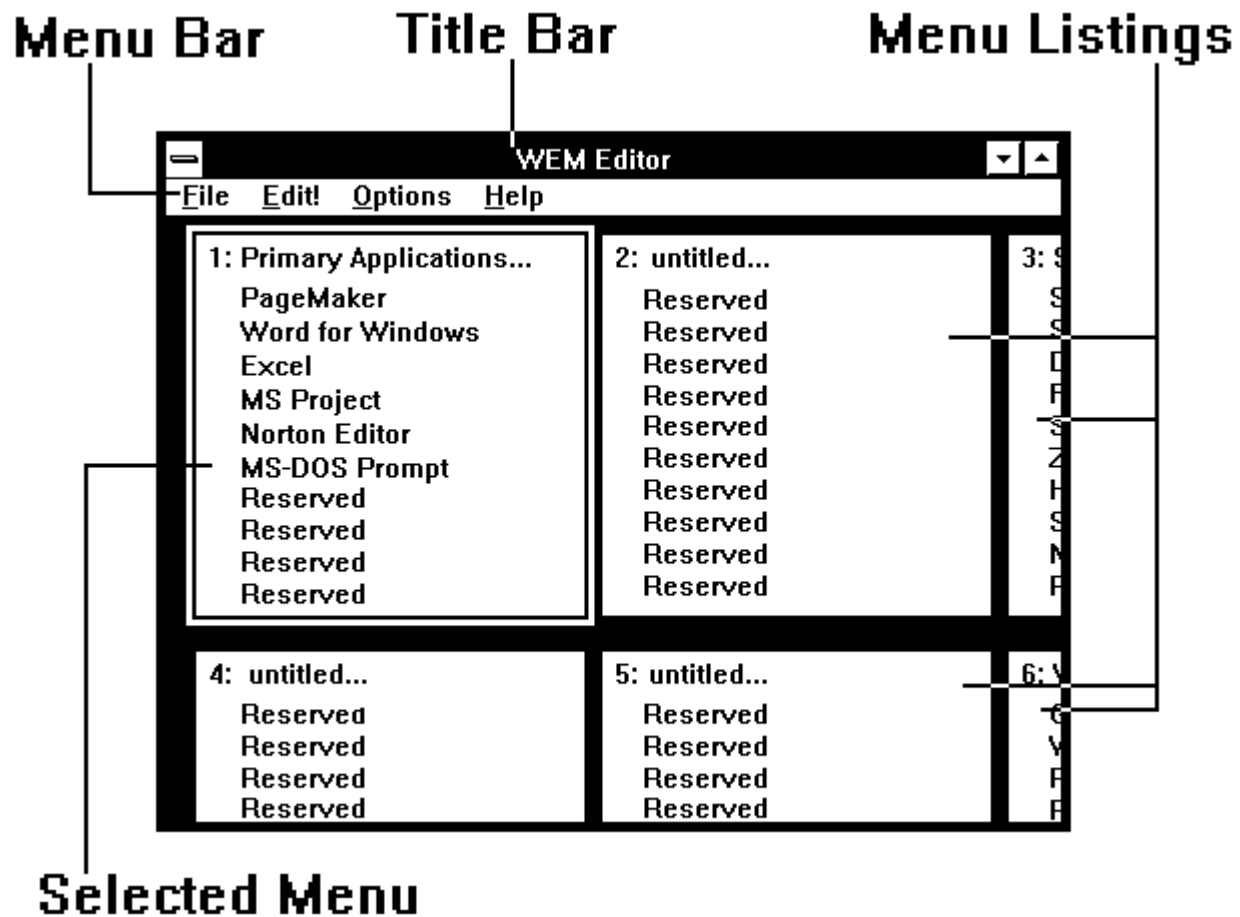 Menu Bar
Title Bar
Menu Listings
WEM Editor
File Edit! Options Help
1: Primary Applications...
PageMaker
Word for Windows
Excel
MS Project
Norton Editor
MS-DOS Prompt
Reserved
Reserved
Reserved
Reserved
2: untitled...
Reserved
Reserved
Reserved
Reserved
Reserved
Reserved
Reserved
Reserved
Reserved
Reserved
3:
4: untitled...
Reserved
Reserved
Reserved
Reserved
5: untitled...
Reserved
Reserved
Reserved
Reserved
6:
Selected Menu